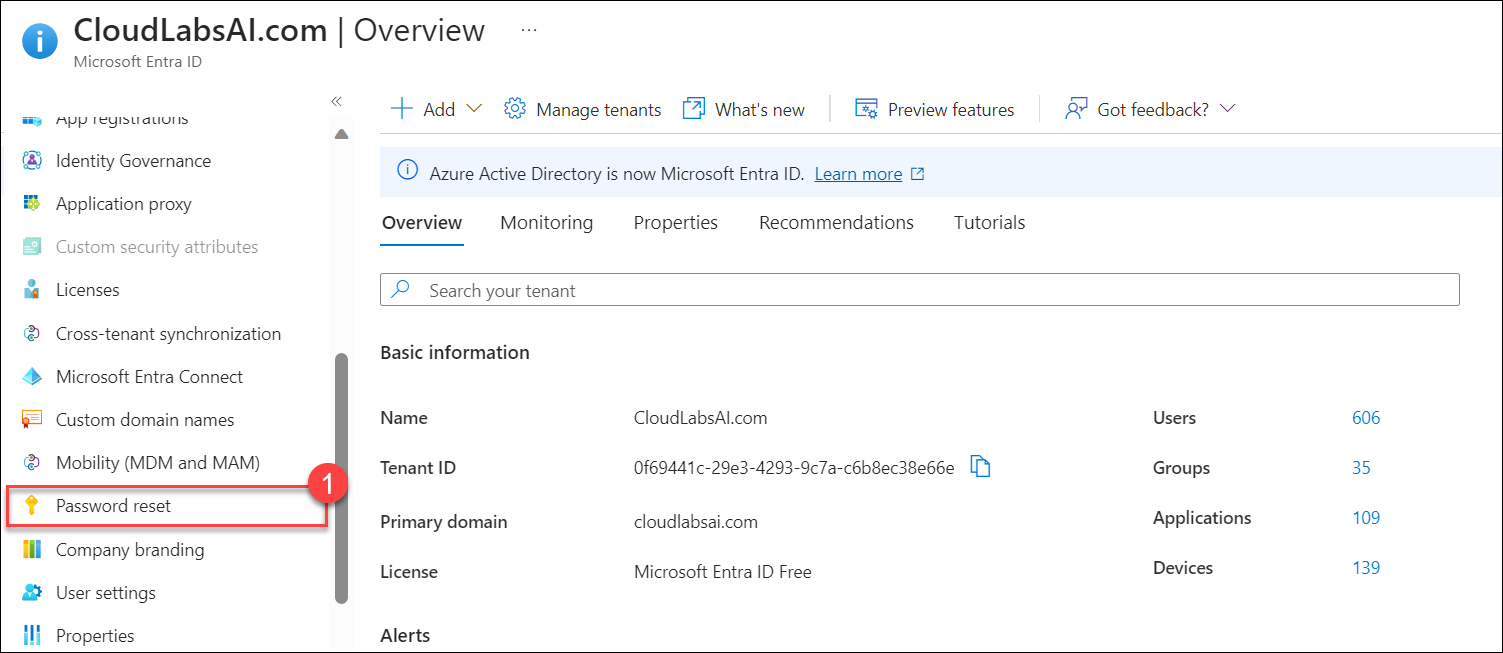 CloudLabsAI.com | Overview ...
Microsoft Entra ID
«
App registrations
Identity Governance
Application proxy
Custom security attributes
Licenses
Cross-tenant synchronization
Microsoft Entra Connect
Custom domain names
Mobility (MDM and MAM)
1
Password reset
Company branding
User settings
Properties
Add Manage tenants What's new Preview features Got feedback?
Azure Active Directory is now Microsoft Entra ID. Learn more
Overview Monitoring Properties Recommendations Tutorials
Search your tenant
Basic information
Name CloudLabsAI.com Users 606
Tenant ID 0f69441c-29e3-4293-9c7a-c6b8ec38e66e Groups 35
Primary domain cloudlabsai.com Applications 109
License Microsoft Entra ID Free Devices 139
Alerts